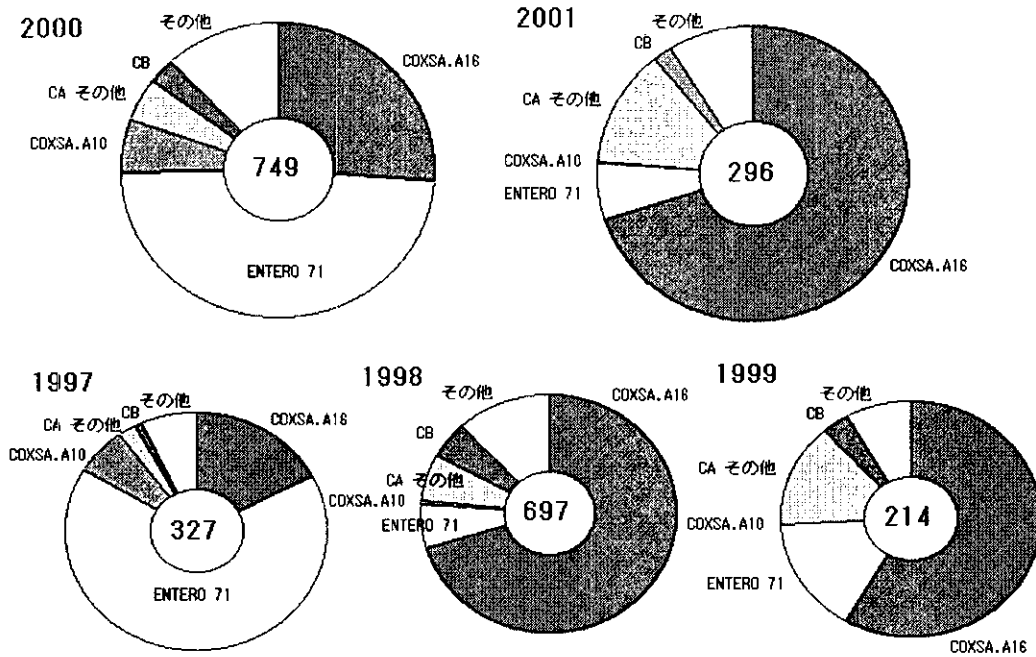 2000
その他
CB
CA その他
COXSA.A10
COXSA.A16
749
ENTERO 71
2001
その他
CB
CA その他
COXSA.A10
ENTERO 71
296
COXSA.A16
1997
その他
CB
CA その他
COXSA.A10
COXSA.A16
327
ENTERO 71
1998
その他
CB
CA その他
COXSA.A10
ENTERO 71
COXSA.A16
697
1999
その他
CB
CA その他
COXSA.A10
ENTERO 71
214
COXSA.A16